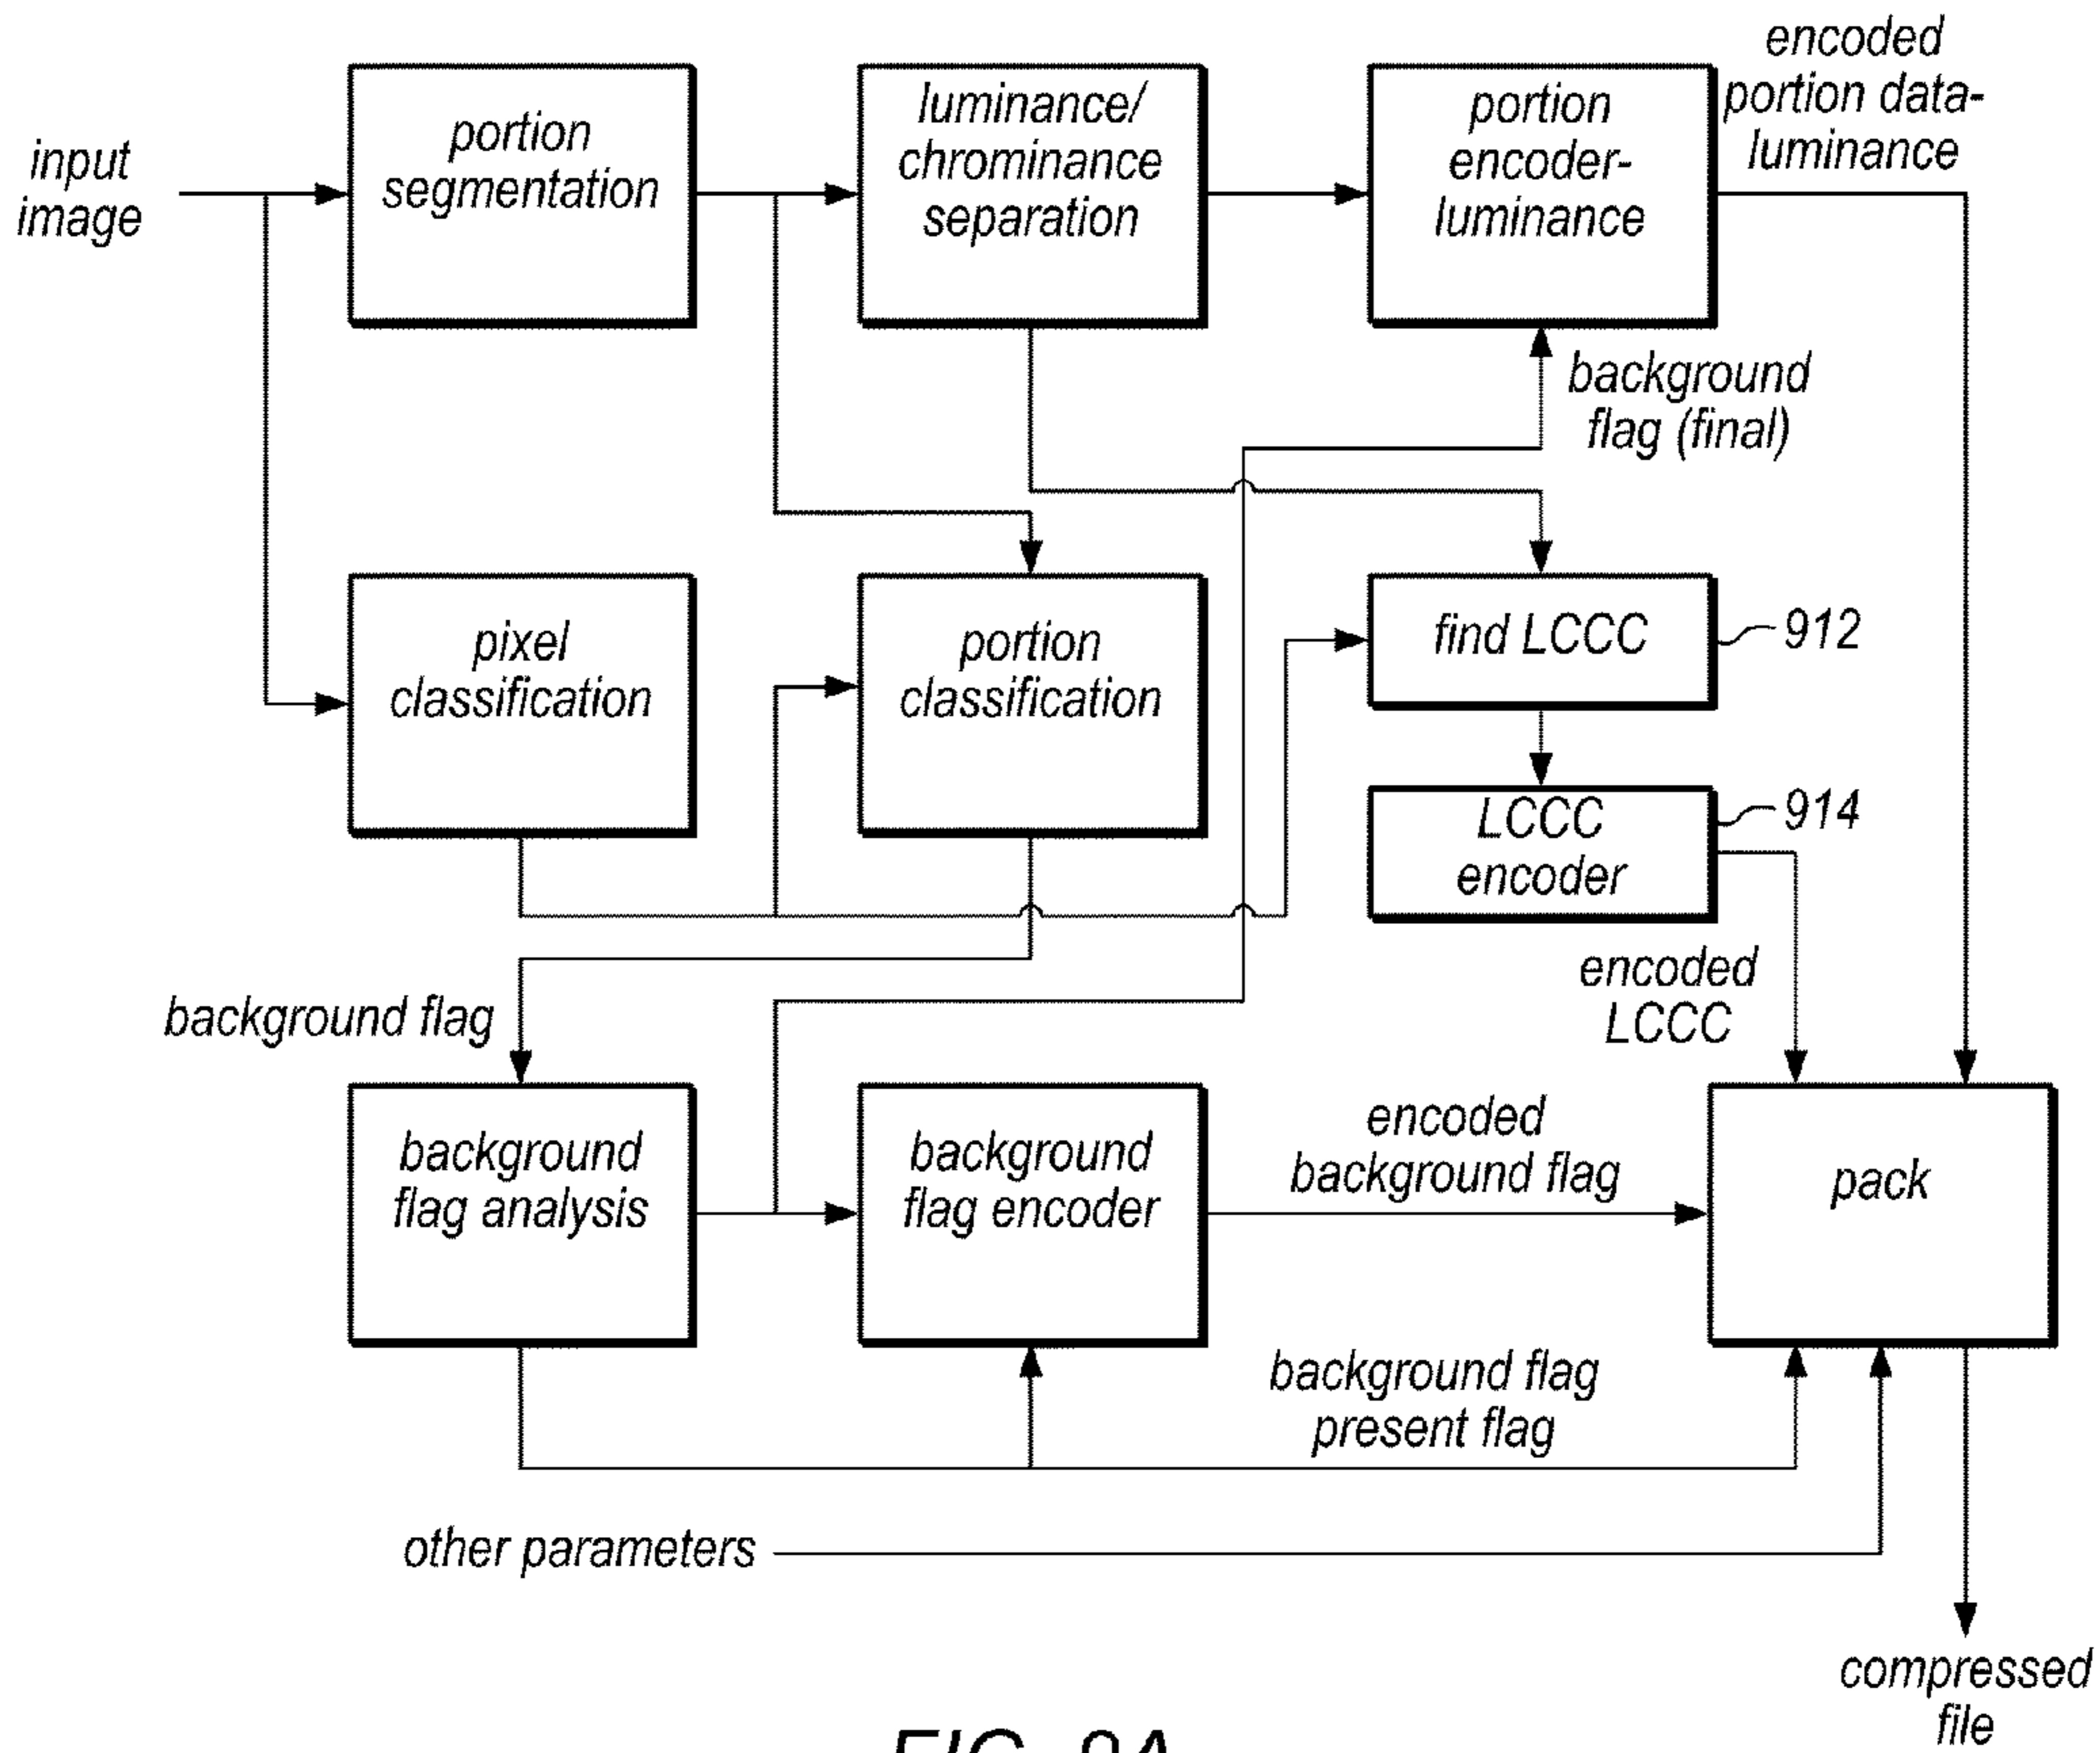 encoded
portion data-
luminance
input
image
portion
segmentation
luminance/
chrominance
separation
portion
encoder-
luminance
background
flag (final)
pixel
classification
portion
classification
find LCCC
912
LCCC
encoder
914
encoded
LCCC
background flag
background
flag analysis
background
flag encoder
encoded
background flag
pack
background flag
present flag
other parameters
compressed
file